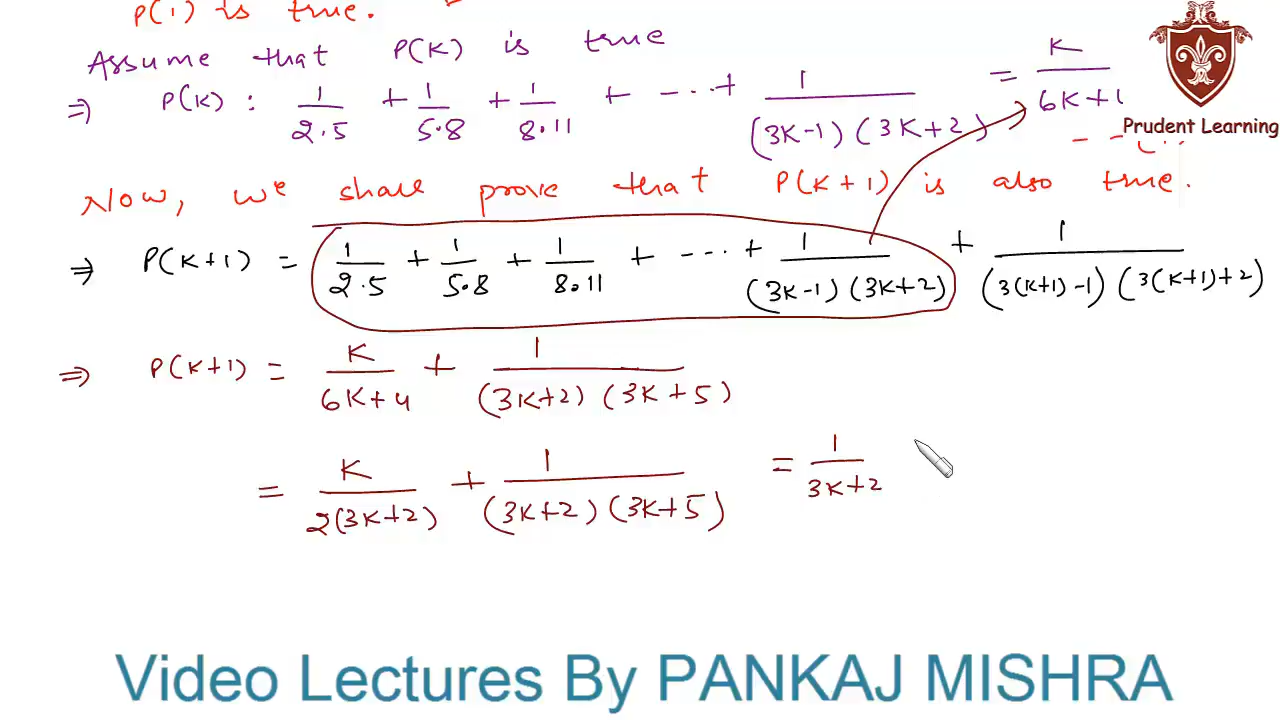 P(1) is true.
Assume that P(K) is true
⇒ P(K) : 1/2·5 + 1/5·8 + 1/8·11 + -··+ 1/(3K-1)(3K+2) = K/6K+1
Prudent Learning
Now, we shall prove that P(K+1) is also true.
⇒ P(K+1) = 1/2·5 + 1/5·8 + 1/8·11 + -··+ 1/(3K-1)(3K+2) + 1/(3(K+1)-1)(3(K+1)+2)
⇒ P(K+1) = K/6K+4 + 1/(3K+2)(3K+5)
= K/2(3K+2) + 1/(3K+2)(3K+5) = 1/3K+2
Video Lectures By PANKAJ MISHRA